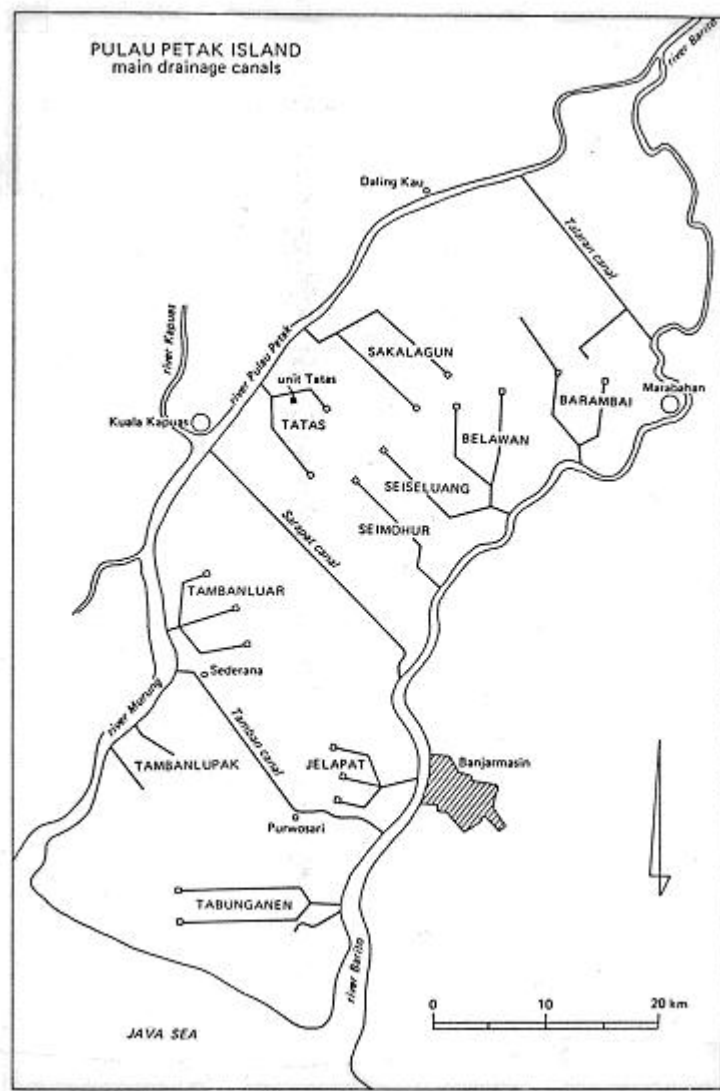 PULAU PETAK ISLAND
main drainage canals
river Barito
Daling Kau
Talaran canal
river Kapuas
river Pulau Petak
SAKALAGUN
unit Tatas
Marabahan
BARAMBAI
Kuala Kapuas
TATAS
BELAWAN
SEISELUANG
SEIMOHUR
Sarapat canal
TAMBANLUAR
Sederana
river Murung
Tamban canal
TAMBANLUPAK
JELAPAT
Banjarmasin
Purwosari
TABUNGANEN
river Barito
0 10 20 km
JAVA SEA